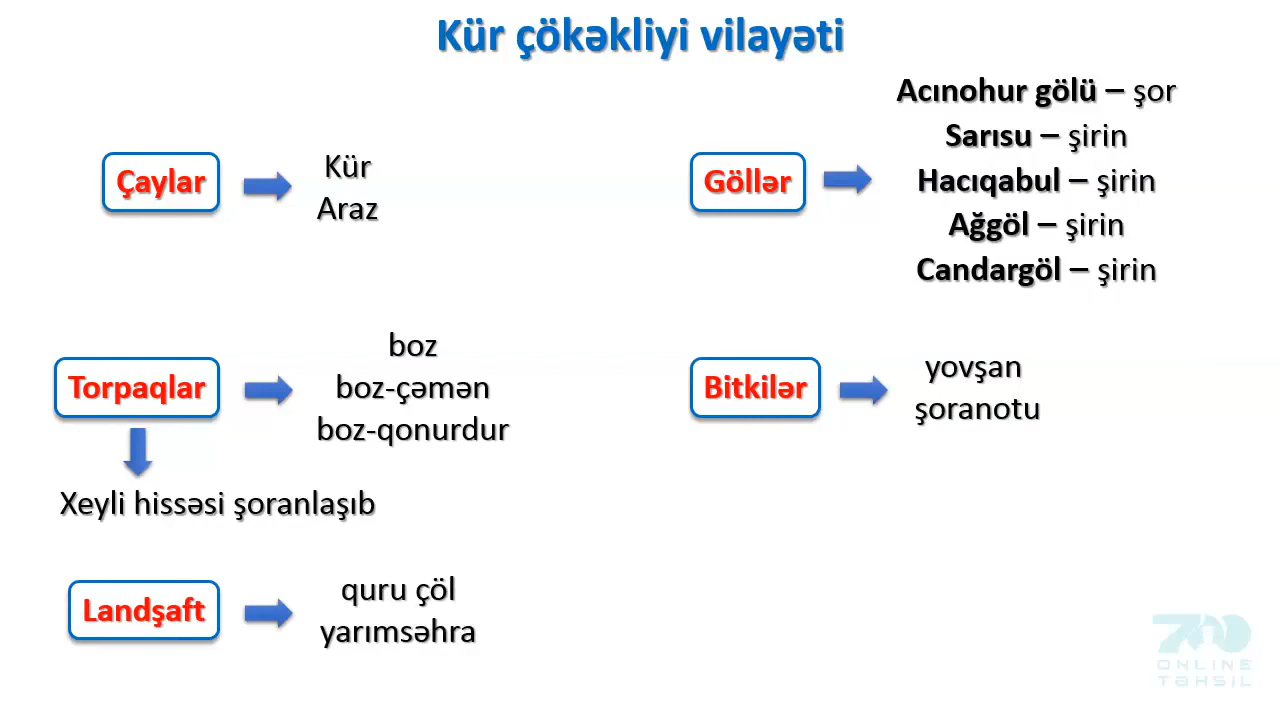 Kür çökəkliyi vilayəti
Çaylar
Kür
Araz
Göllər
Acınohur gölü – şor
Sarısu – şirin
Hacıqabul – şirin
Ağgöl – şirin
Candargöl – şirin
Torpaqlar
boz
boz-çəmən
boz-qonurdur
Xeyli hissəsi şoranlaşıb
Bitkilər
yovşan
şoranotu
Landşaft
quru çöl
yarımsəhra
700
ONLINE
TƏHSİL